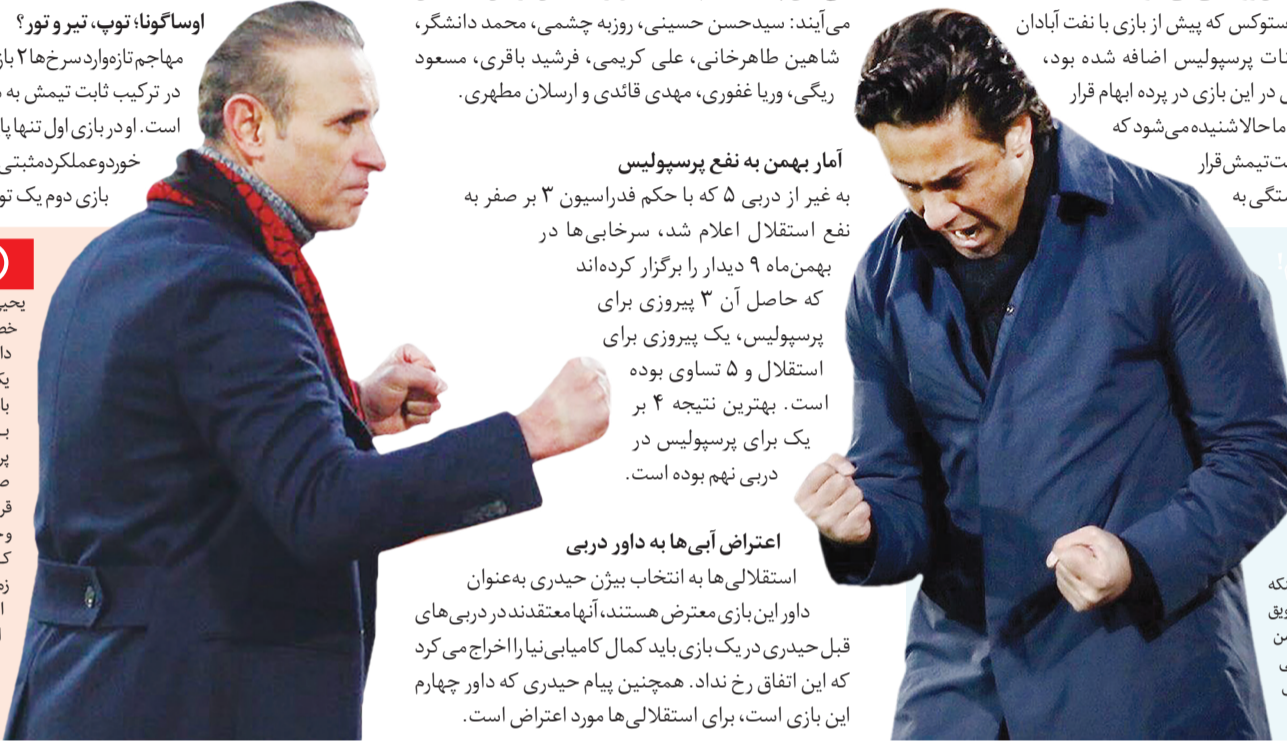 ستوکس که پیش از بازی با نفت آبادان
پرسپولیس اضافه شده بود،
در این بازی در پرده ابهام قرار
حالا شنیده می‌شود که
تیمش قرار
به
می‌آیند: سیدحسن حسینی، روزبه چشمی، محمد دانشگر،
شاهین طاهرخانی، علی کریمی، فرشید باقری، مسعود
ریگی، وریا غفوری، مهدی قائدی و ارسلان مطهری.
آمار بهمن به نفع پرسپولیس
به غیر از دربی ۵ که با حکم فدراسیون ۳ بر صفر به
نفع استقلال اعلام شد، سرخابی‌ها در
بهمن‌ماه ۹ دیدار را برگزار کرده‌اند
که حاصل آن ۳ پیروزی برای
پرسپولیس، یک پیروزی برای
استقلال و ۵ تساوی بوده
است. بهترین نتیجه ۴ بر
یک برای پرسپولیس در
دربی نهم بوده است.
اعتراض آبی‌ها به داور دربی
استقلالی‌ها به انتخاب بیژن حیدری به‌عنوان
داور این بازی معترض هستند، آنها معتقدند در دربی‌های
قبل حیدری در یک بازی باید کمال کامیابی‌نیا را اخراج می‌کرد
که این اتفاق رخ نداد. همچنین پیام حیدری که داور چهارم
این بازی است، برای استقلالی‌ها مورد اعتراض است.
اوساگونا؛ توپ، تیر و تور؟
مهاجم تازه‌وارد سرخ‌ها ۲
در ترکیب ثابت تیمش به
است. او در بازی اول تنها
خورد و عملکرد مثبتی
بازی دوم یک